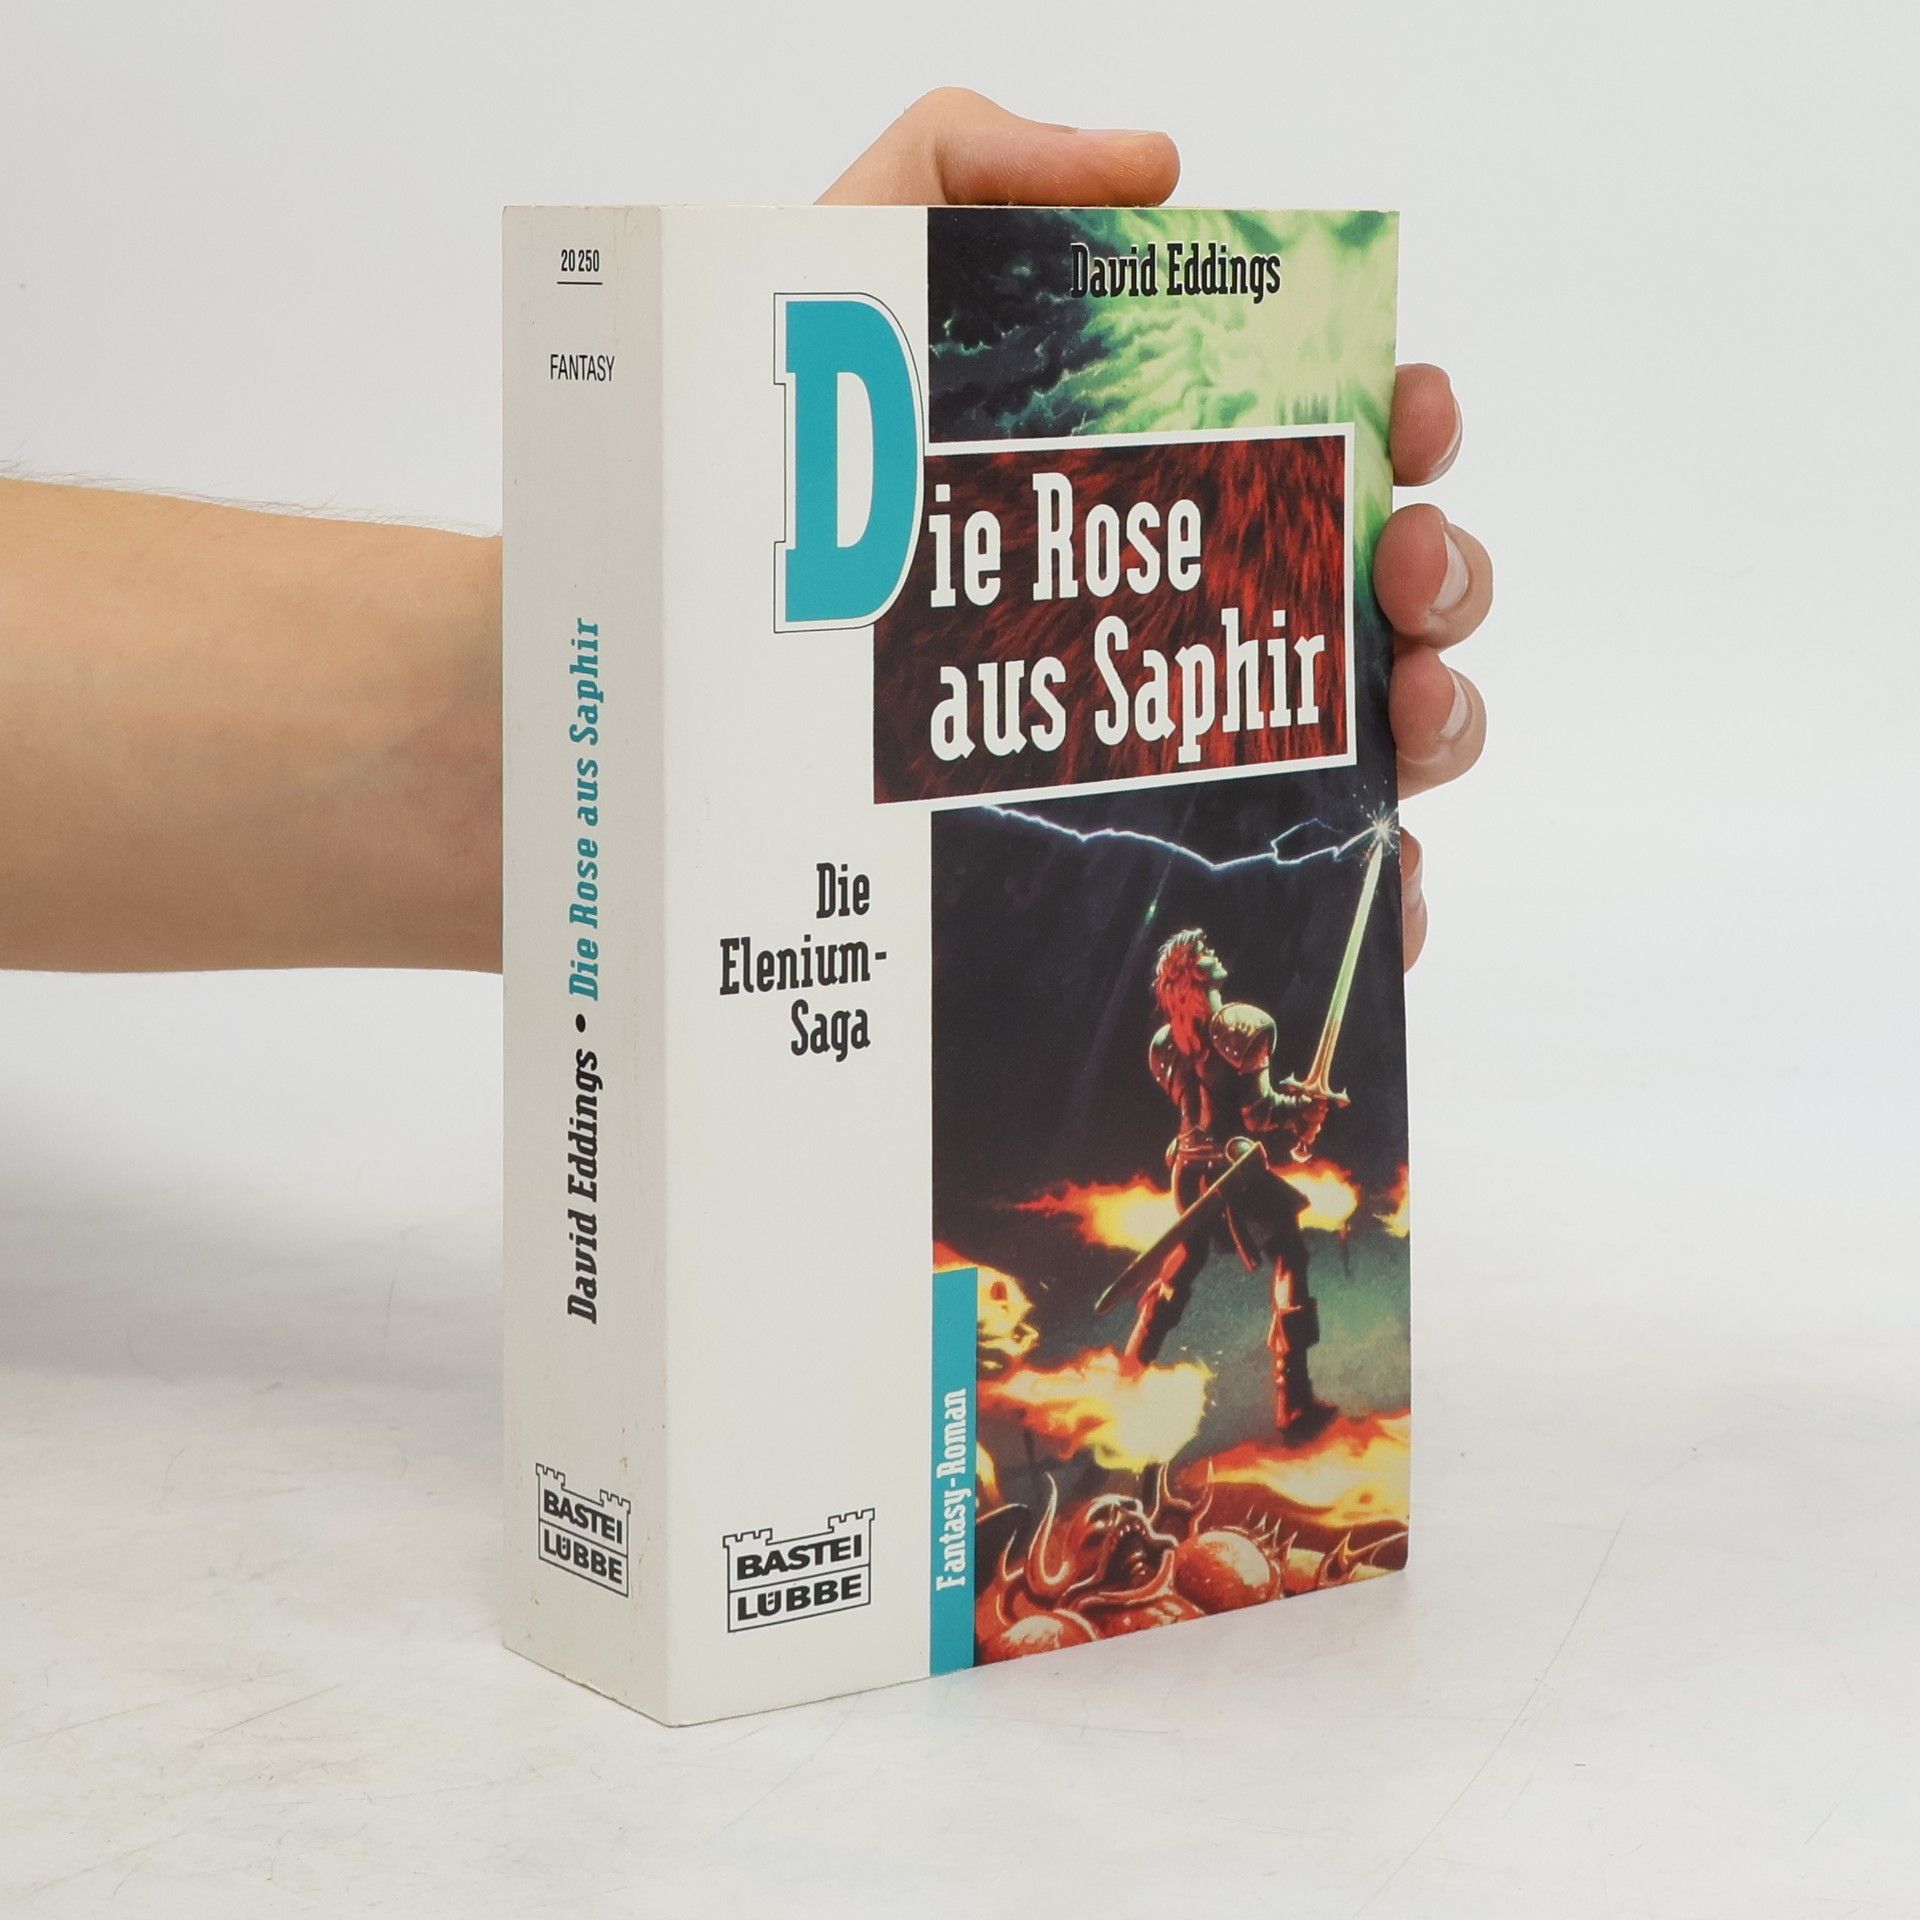 20 250
FANTASY
David Eddings • Die Rose aus Saphir
BASTEI
LÜBBE
David Eddings
Die Rose
aus Saphir
Die
Elenium-
Saga
BASTEI
LÜBBE
Fantasy-Roman